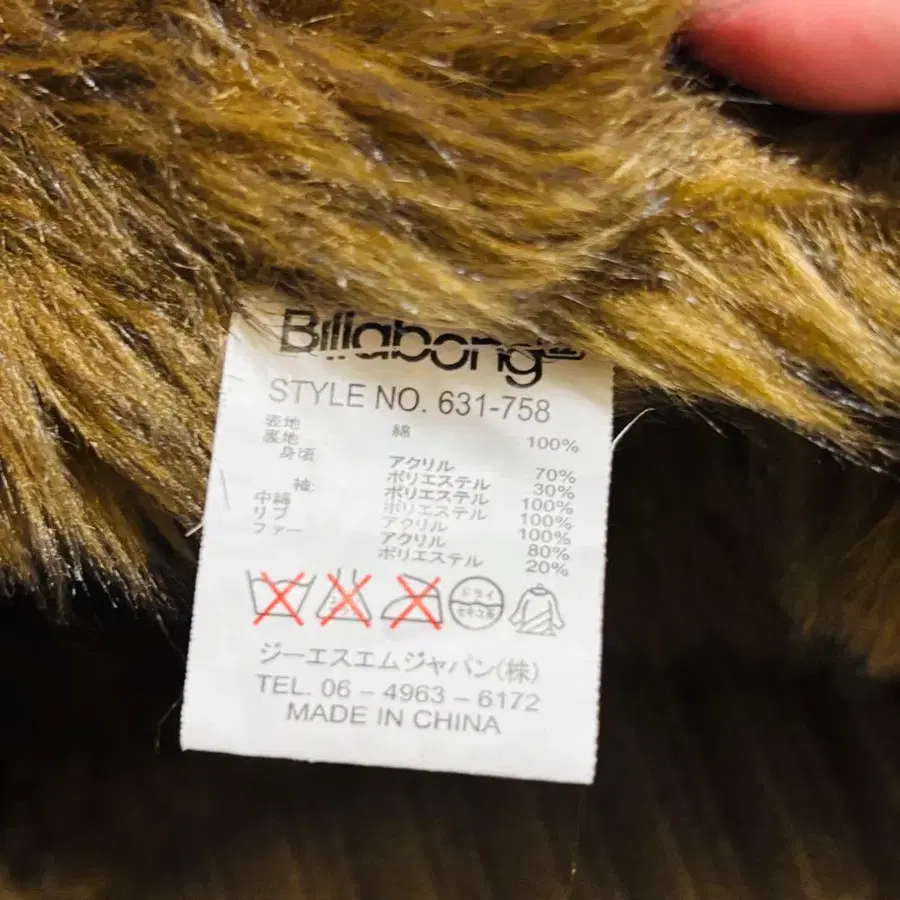 Billabong
STYLE NO. 631-758
表地 綿 100%
裏地
身頃: アクリル 70%
ポリエステル 30%
袖: ポリエステル 100%
中綿 ポリエステル 100%
リブ アクリル 100%
ファー アクリル 80%
ポリエステル 20%
ドライ
セキユ系
ジーエスエムジャパン(株)
TEL. 06 – 4963 – 6172
MADE IN CHINA